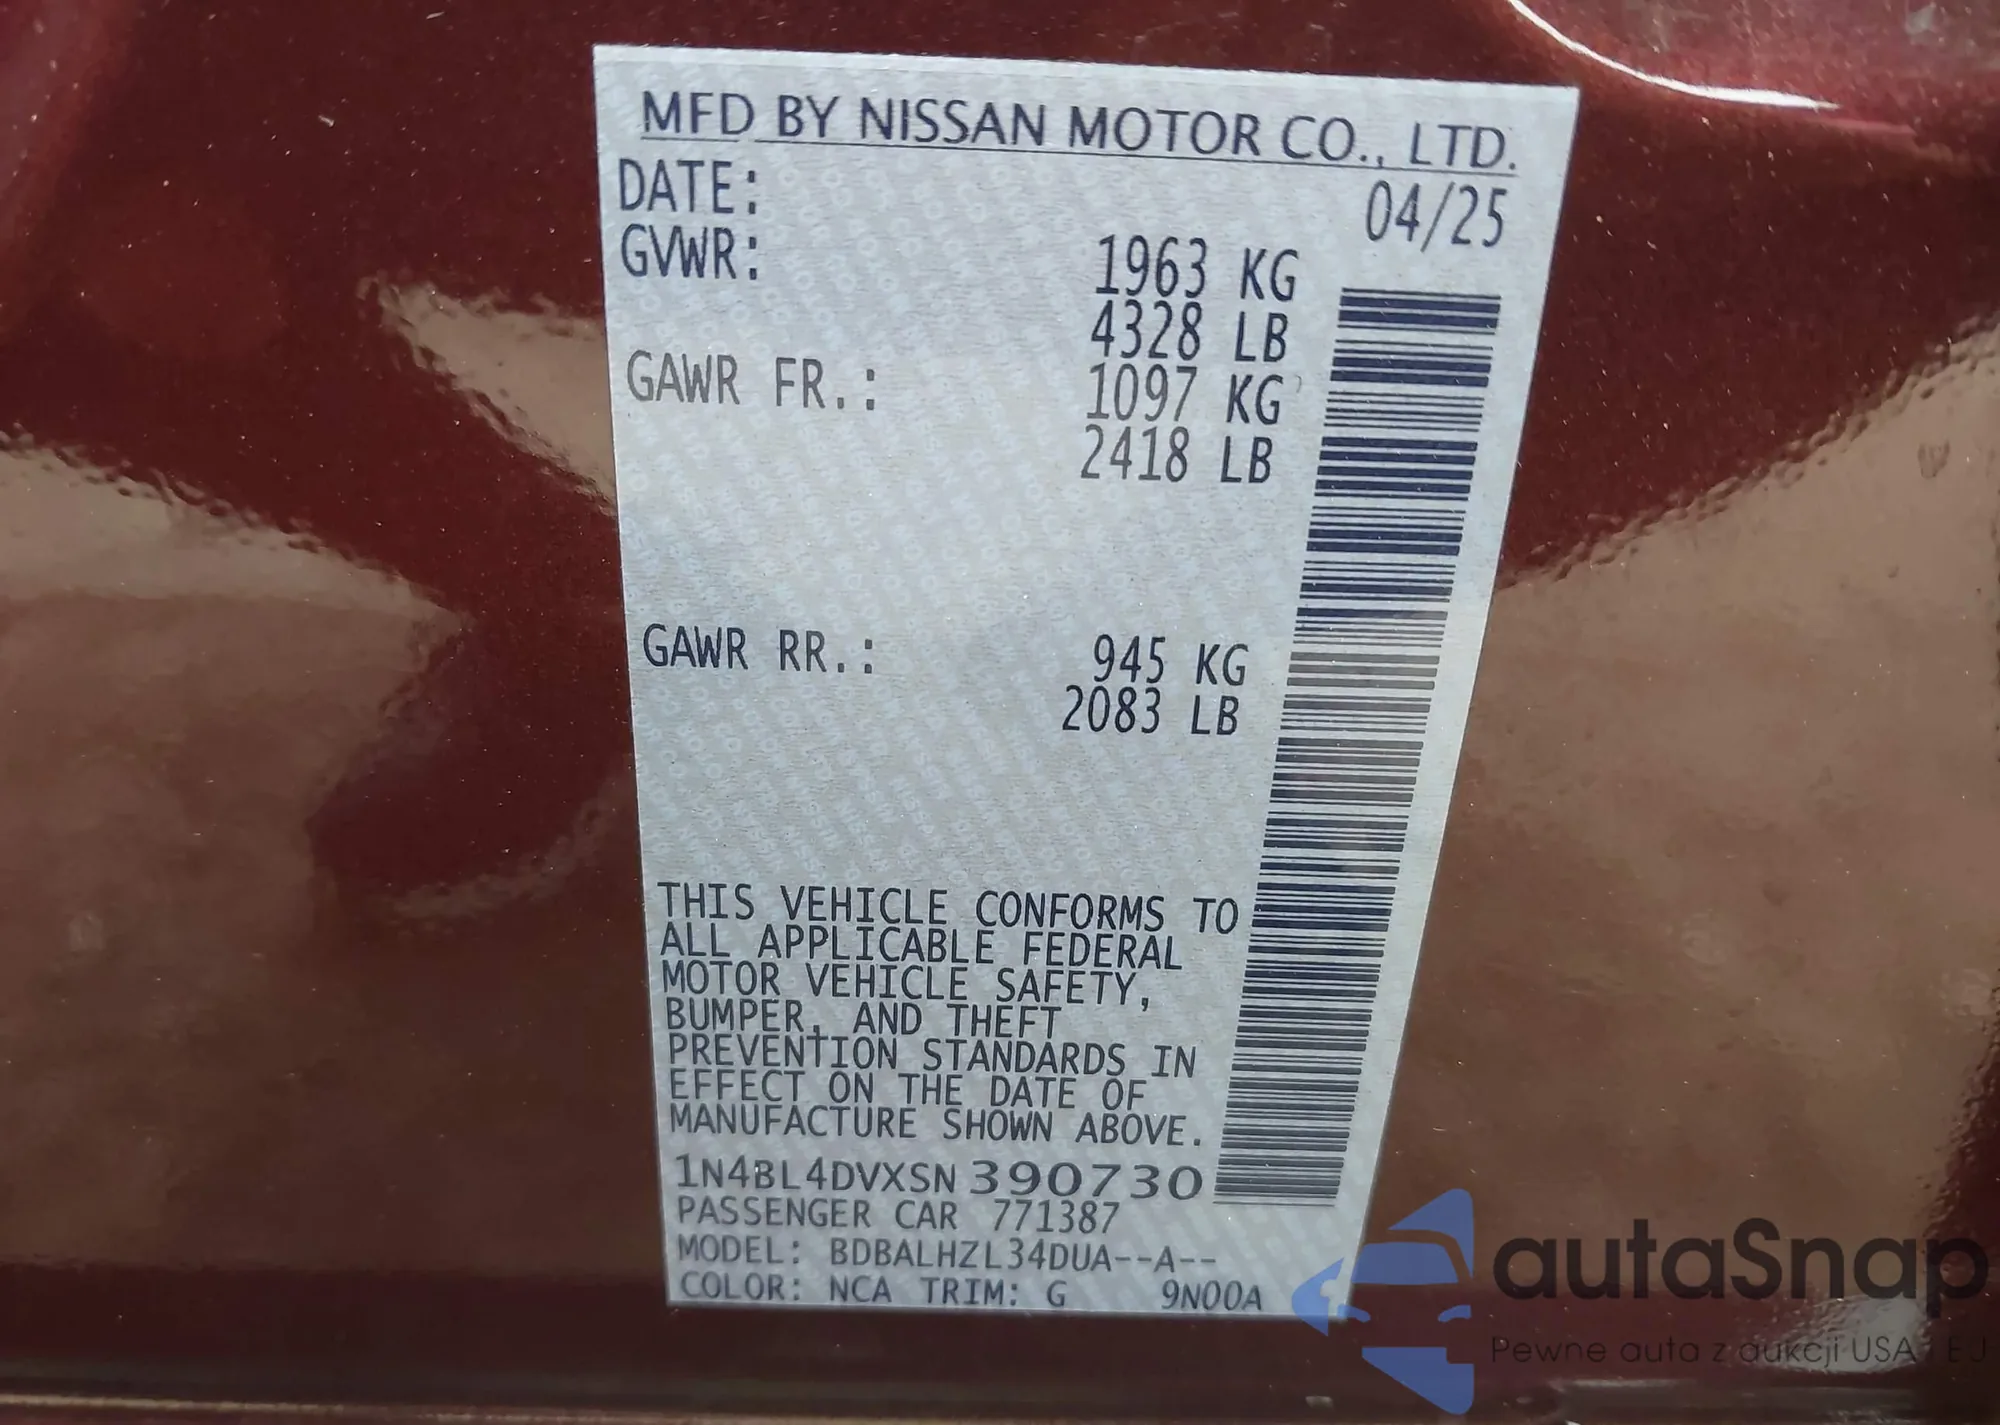 MFD BY NISSAN MOTOR CO., LTD.
DATE: 04/25
GVWR: 1963 KG
4328 LB
GAWR FR.: 1097 KG
2418 LB
GAWR RR.: 945 KG
2083 LB
THIS VEHICLE CONFORMS TO
ALL APPLICABLE FEDERAL
MOTOR VEHICLE SAFETY,
BUMPER, AND THEFT
PREVENTION STANDARDS IN
EFFECT ON THE DATE OF
MANUFACTURE SHOWN ABOVE.
1N4BL4DVXSN390730
PASSENGER CAR 771387
MODEL: BDBALHZL34DUA--A--
COLOR: NCA TRIM: G 9N00A
autaSnap
Pewne auta z aukcji USA i EJ